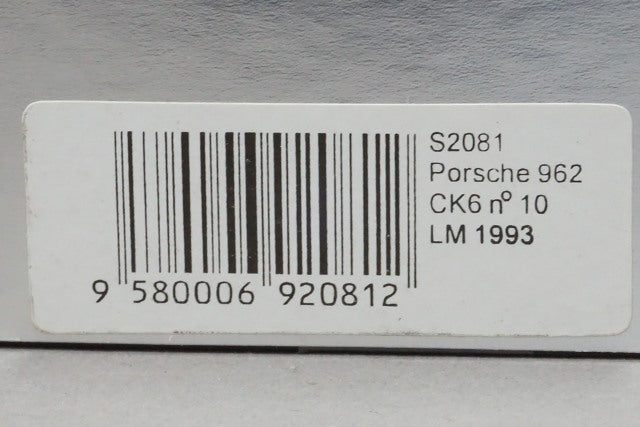 S2081
Porsche 962
CK6 nº 10
LM 1993
9 580006 920812